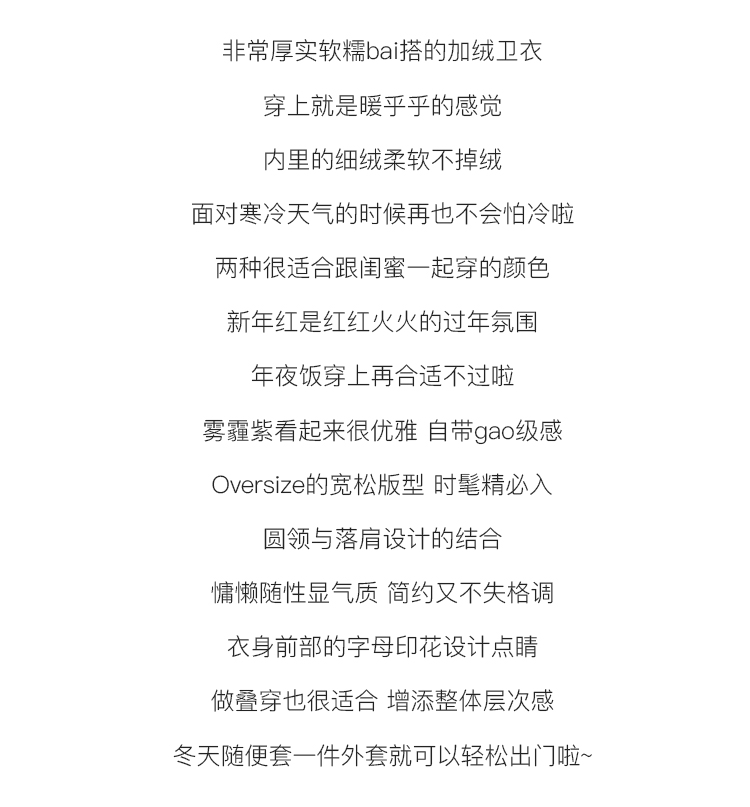 非常厚实软糯bai搭的加绒卫衣
穿上就是暖乎乎的感觉
内里的细绒柔软不掉绒
面对寒冷天气的时候再也不会怕冷啦
两种很适合跟闺蜜一起穿的颜色
新年红是红红火火的过年氛围
年夜饭穿上再合适不过啦
雾霾紫看起来很优雅 自带gao级感
Oversize的宽松版型 时髦精必入
圆领与落肩设计的结合
慵懒随性显气质 简约又不失格调
衣身前部的字母印花设计点睛
做叠穿也很适合 增添整体层次感
冬天随便套一件外套就可以轻松出门啦~